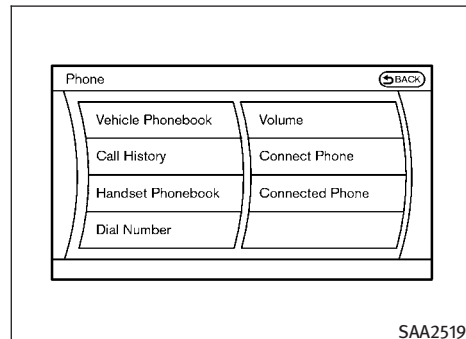 Phone
BACK
Vehicle Phonebook
Volume
Call History
Connect Phone
Handset Phonebook
Connected Phone
Dial Number
SAA2519